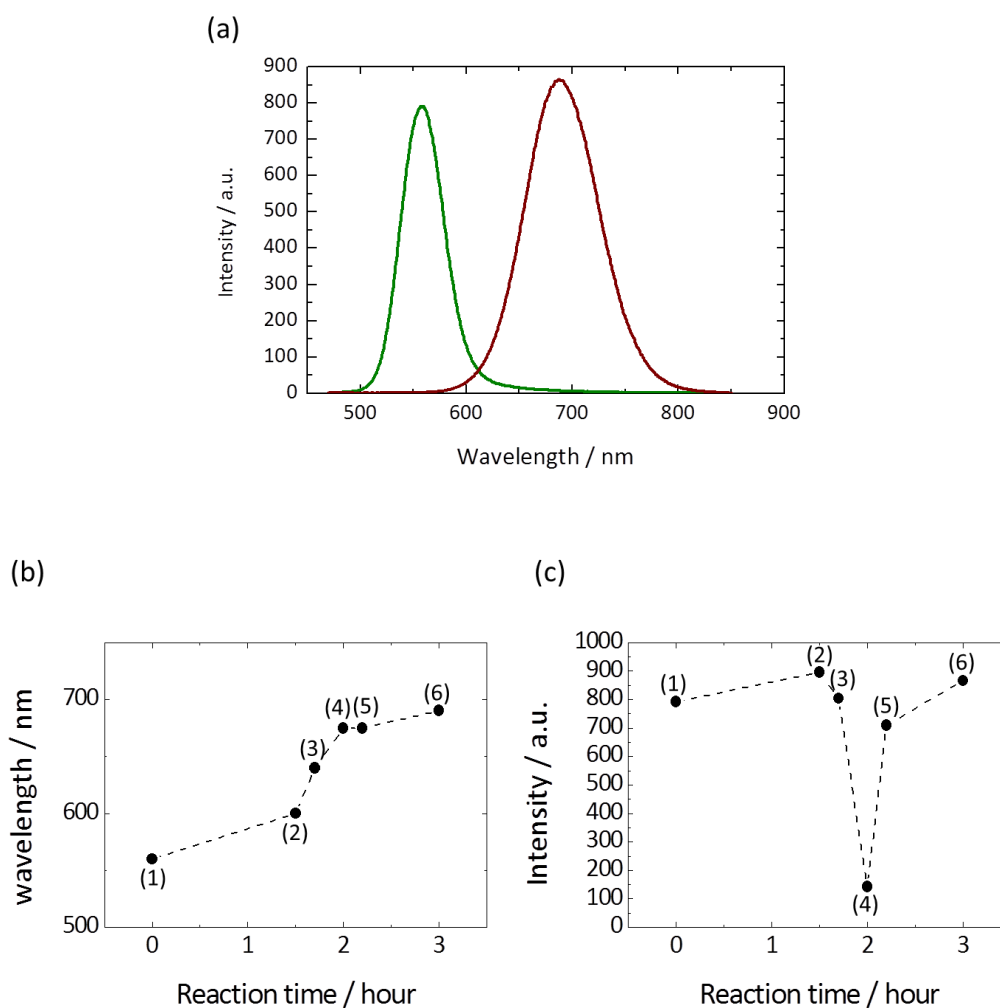 (a)
900
800
700
600
500
400
300
200
100
0
Intensity / a.u.
500 600 700 800 900
Wavelength / nm
(b)
700
600
500
wavelength / nm
(1)
(2)
(3)
(4) (5)
(6)
0 1 2 3
Reaction time / hour
(c)
1000
900
800
700
600
500
400
300
200
100
0
Intensity / a.u.
(1)
(2)
(3)
(4)
(5)
(6)
0 1 2 3
Reaction time / hour